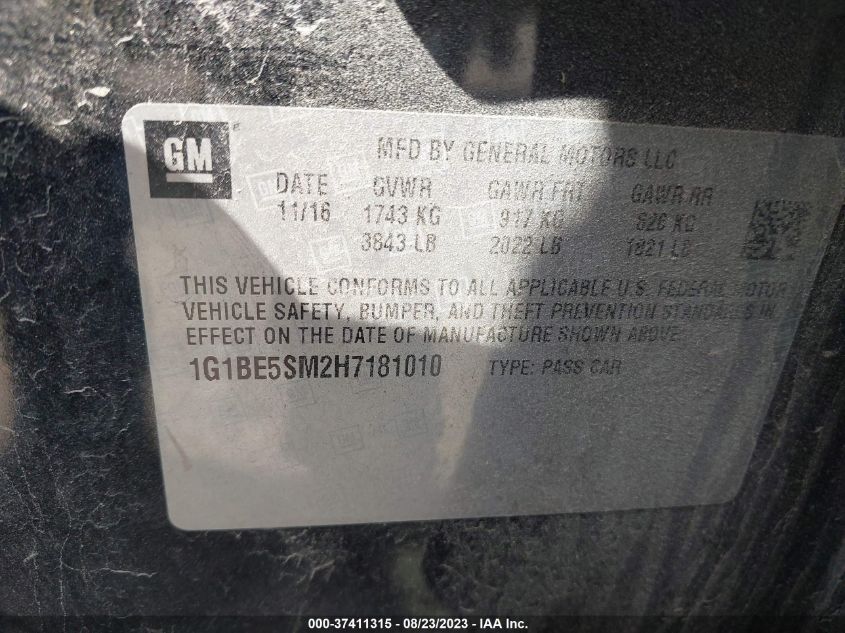 GM
MFD BY GENERAL MOTORS LLC
DATE GVWR GAWR FRT GAWR RR
11/16 1743 KG 917 KG 826 KG
3843 LB 2022 LB 1821 LB
THIS VEHICLE CONFORMS TO ALL APPLICABLE U.S. FEDERAL MOTOR
VEHICLE SAFETY, BUMPER, AND THEFT PREVENTION STANDARDS IN
EFFECT ON THE DATE OF MANUFACTURE SHOWN ABOVE.
1G1BE5SM2H7181010 TYPE: PASS CAR
000-37411315 - 08/23/2023 - IAA Inc.